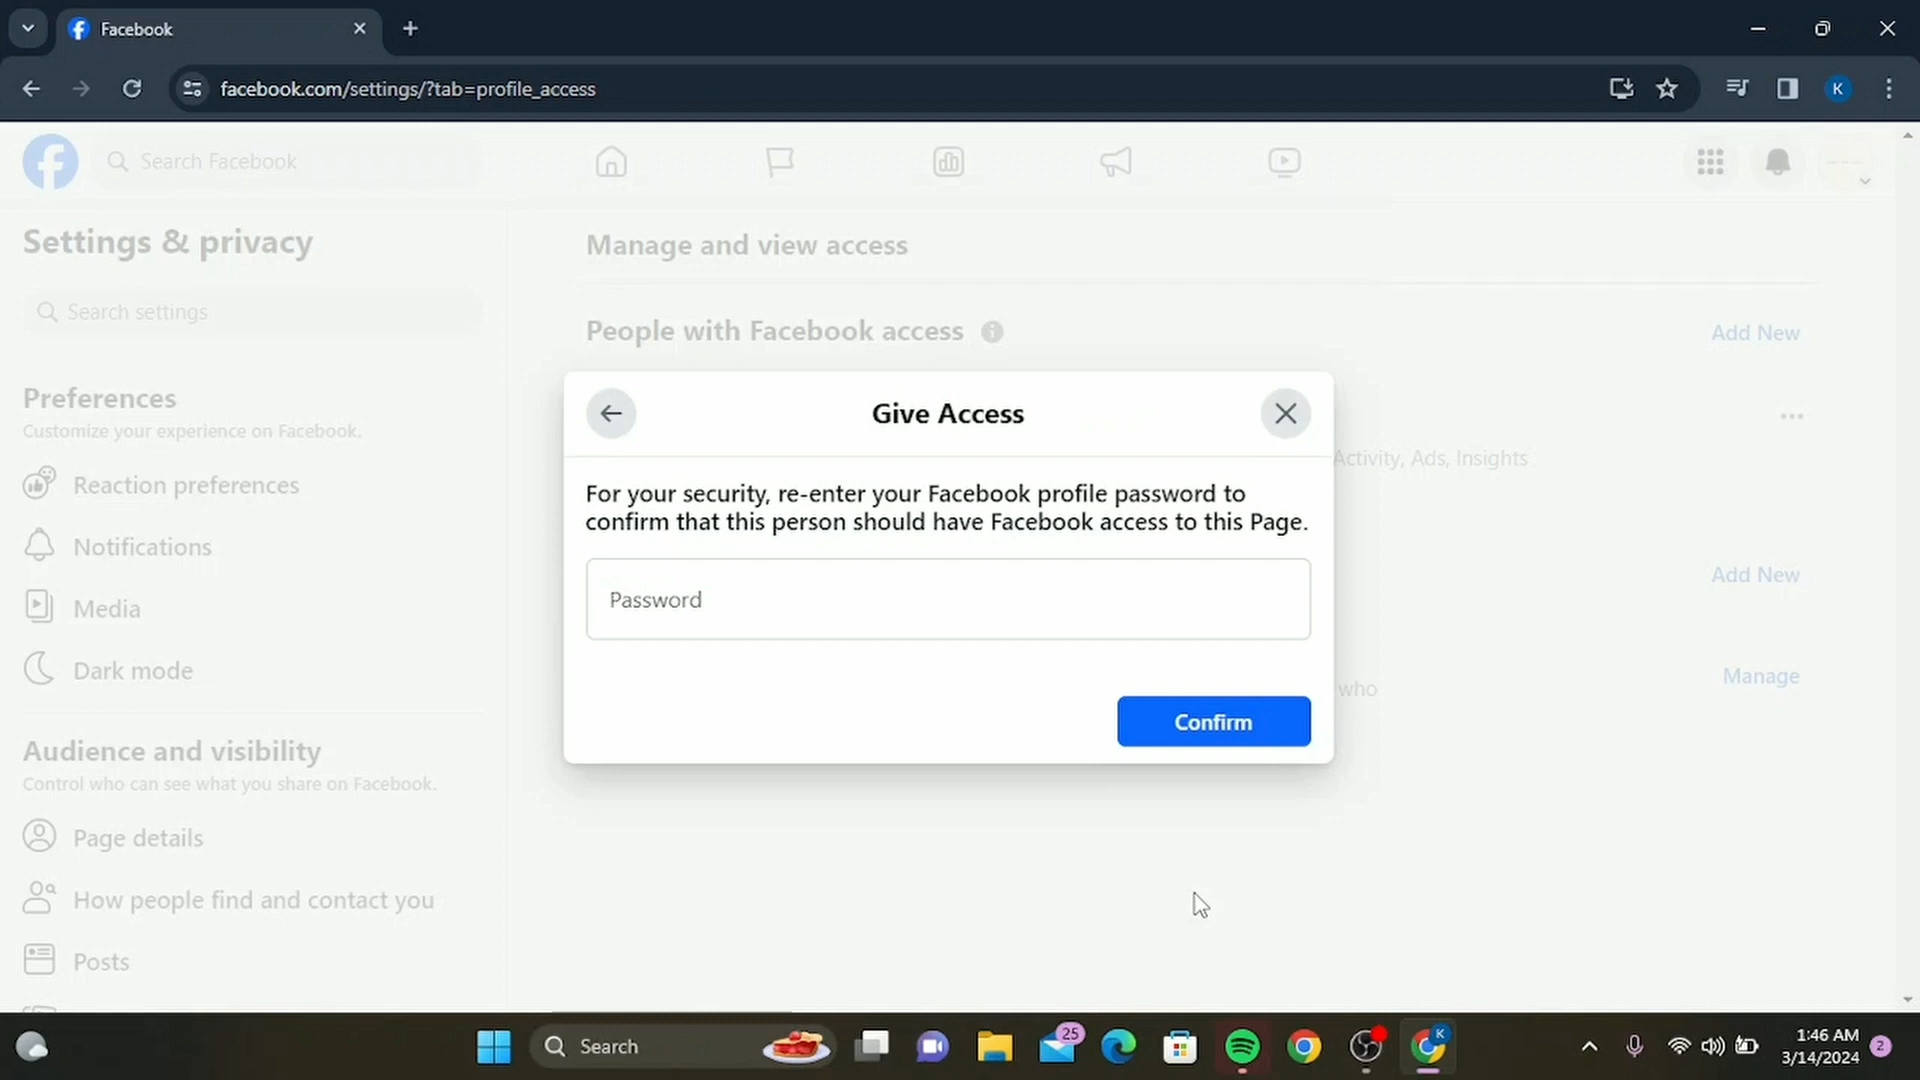 Facebook
facebook.com/settings/?tab=profile_access
K
Search Facebook
Settings & privacy
Search settings
Preferences
Customize your experience on Facebook.
Reaction preferences
Notifications
Media
Dark mode
Audience and visibility
Control who can see what you share on Facebook.
Page details
How people find and contact you
Posts
Manage and view access
People with Facebook access
Add New
Activity, Ads, Insights
Add New
who
Manage
Give Access
For your security, re-enter your Facebook profile password to
confirm that this person should have Facebook access to this Page.
Password
Confirm
Search
25
K
1:46 AM
3/14/2024
2